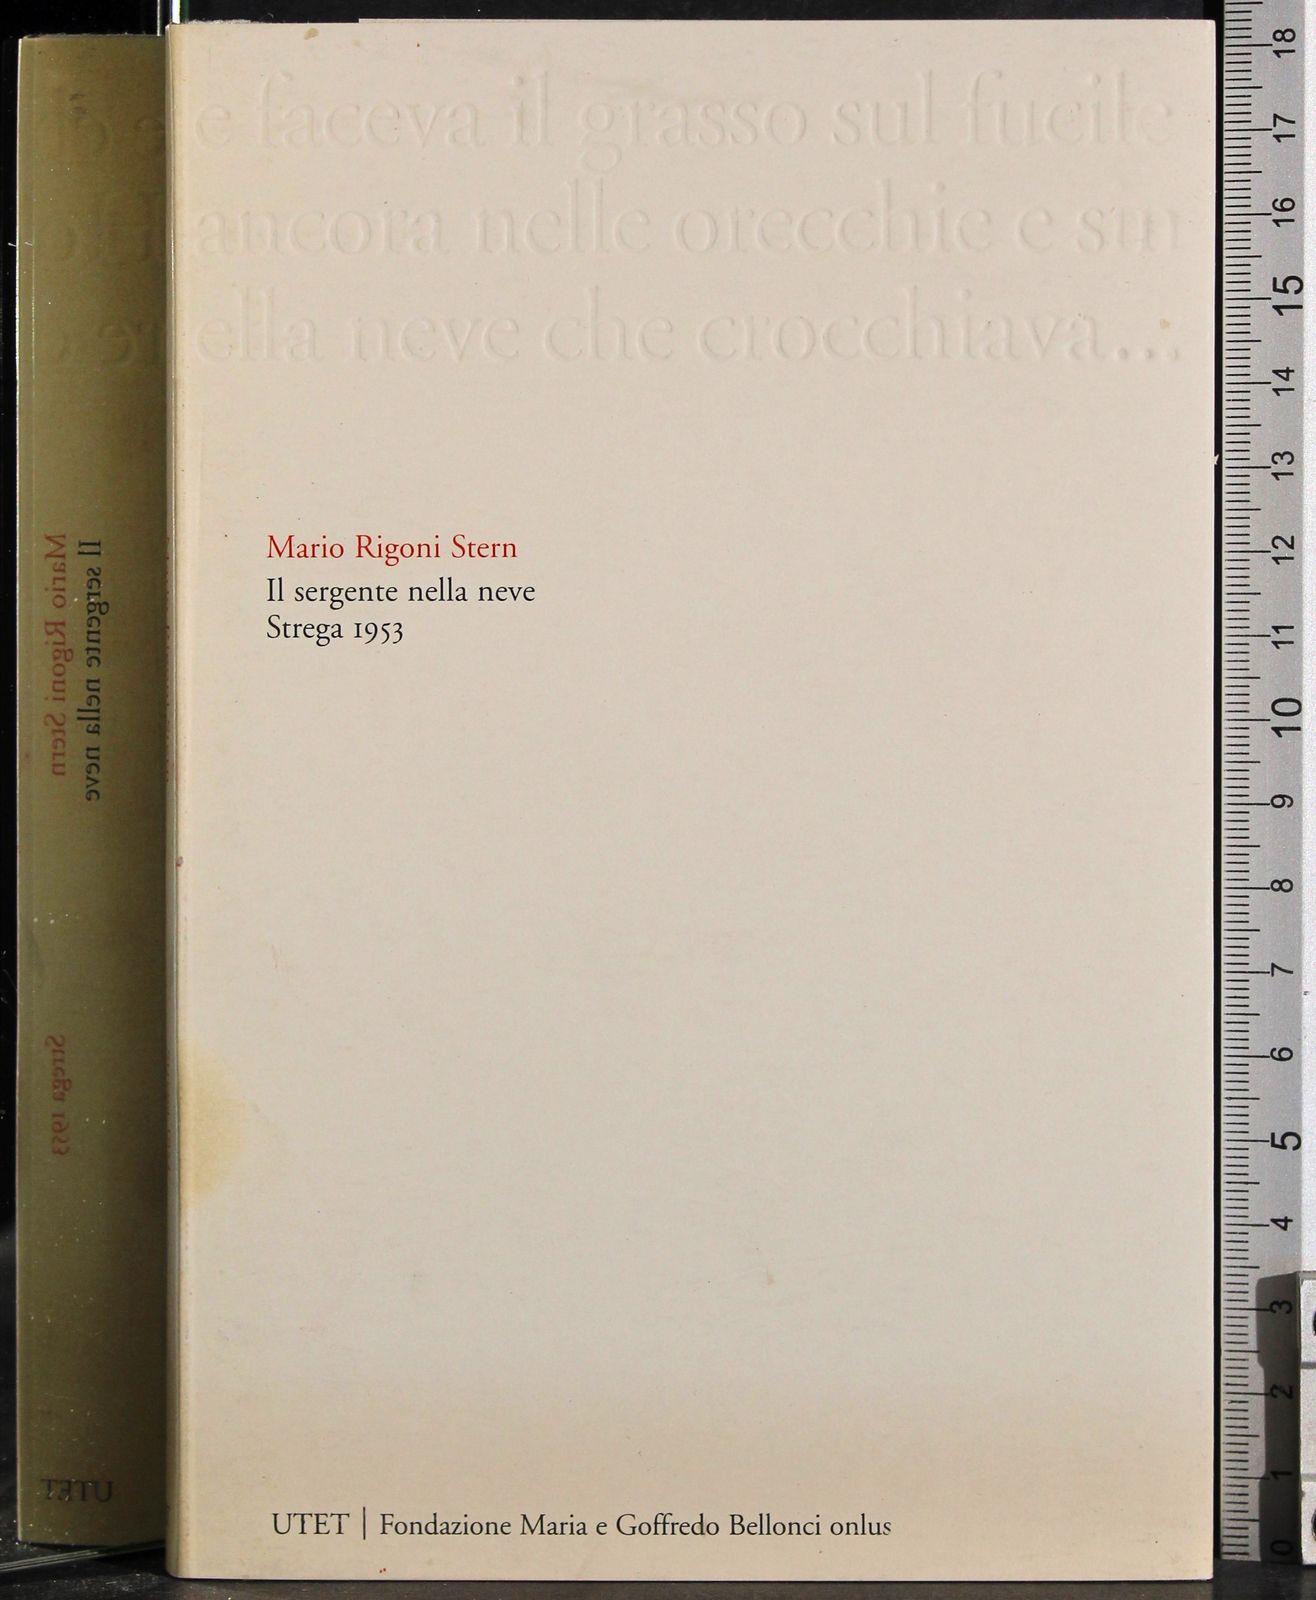 e faceva il grasso sul fucile
ancora nelle orecchie e sin
ella neve che crocchiava...
Mario Rigoni Stern
Il sergente nella neve
Strega 1953
UTET | Fondazione Maria e Goffredo Bellonci onlus
Il sergente nella neve
Mario Rigoni Stern
Strega 1953
UTET
18
17
16
15
14
13
12
11
10
9
8
7
6
5
4
3
2
1
0